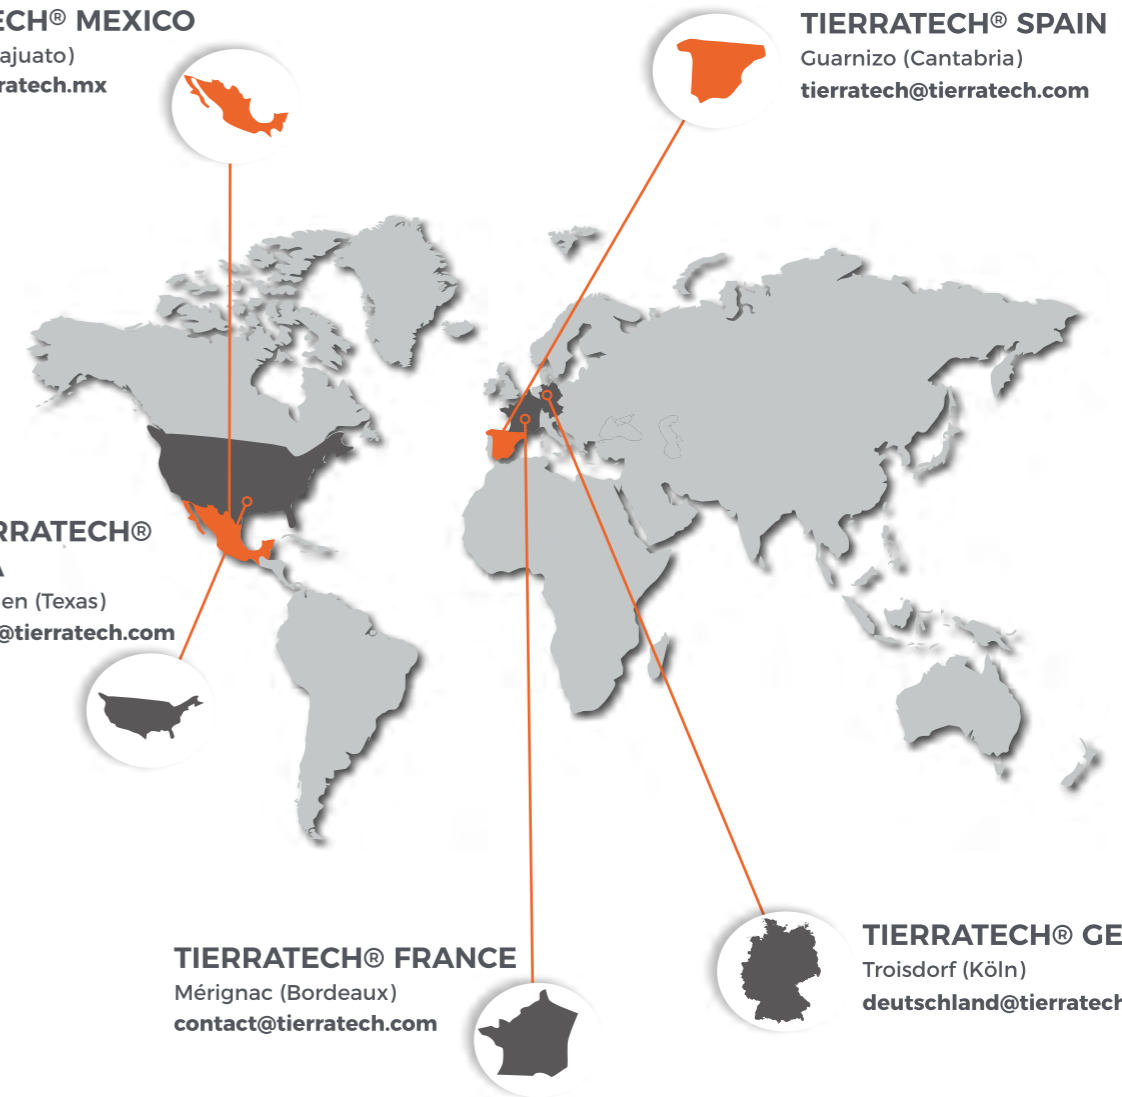 ECH® MEXICO
ajuato)
ratech.mx
TIERRATECH® SPAIN
Guarnizo (Cantabria)
tierratech@tierratech.com
RRATECH®
en (Texas)
@tierratech.com
TIERRATECH® FRANCE
Mérignac (Bordeaux)
contact@tierratech.com
TIERRATECH® GE
Troisdorf (Köln)
deutschland@tierratech